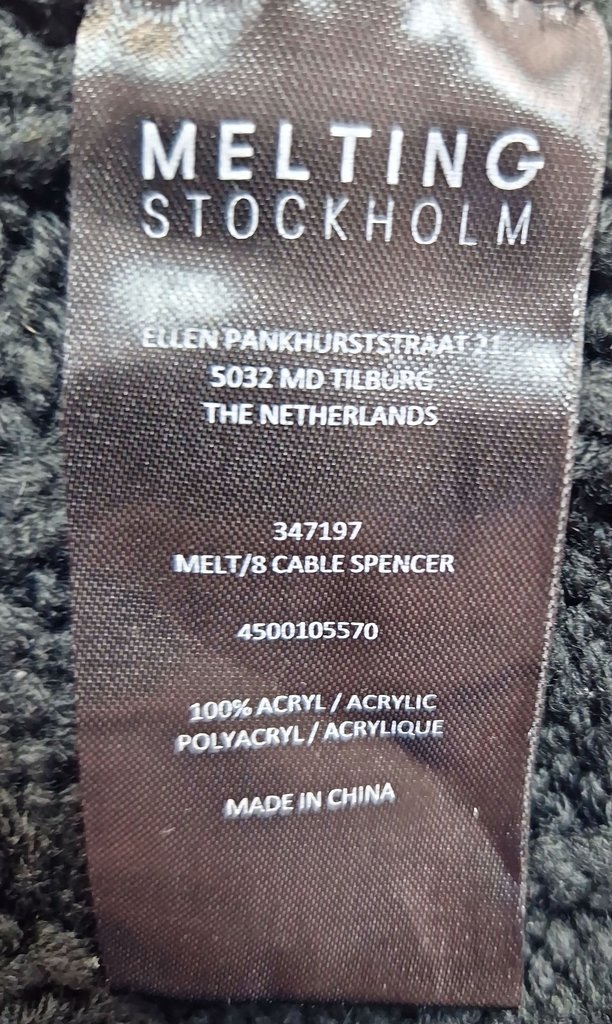 MELTING
STOCKHOLM
ELLEN PANKHURSTSTRAAT 21
5032 MD TILBURG
THE NETHERLANDS
347197
MELT/8 CABLE SPENCER
4500105570
100% ACRYL / ACRYLIC
POLYACRYL / ACRYLIQUE
MADE IN CHINA